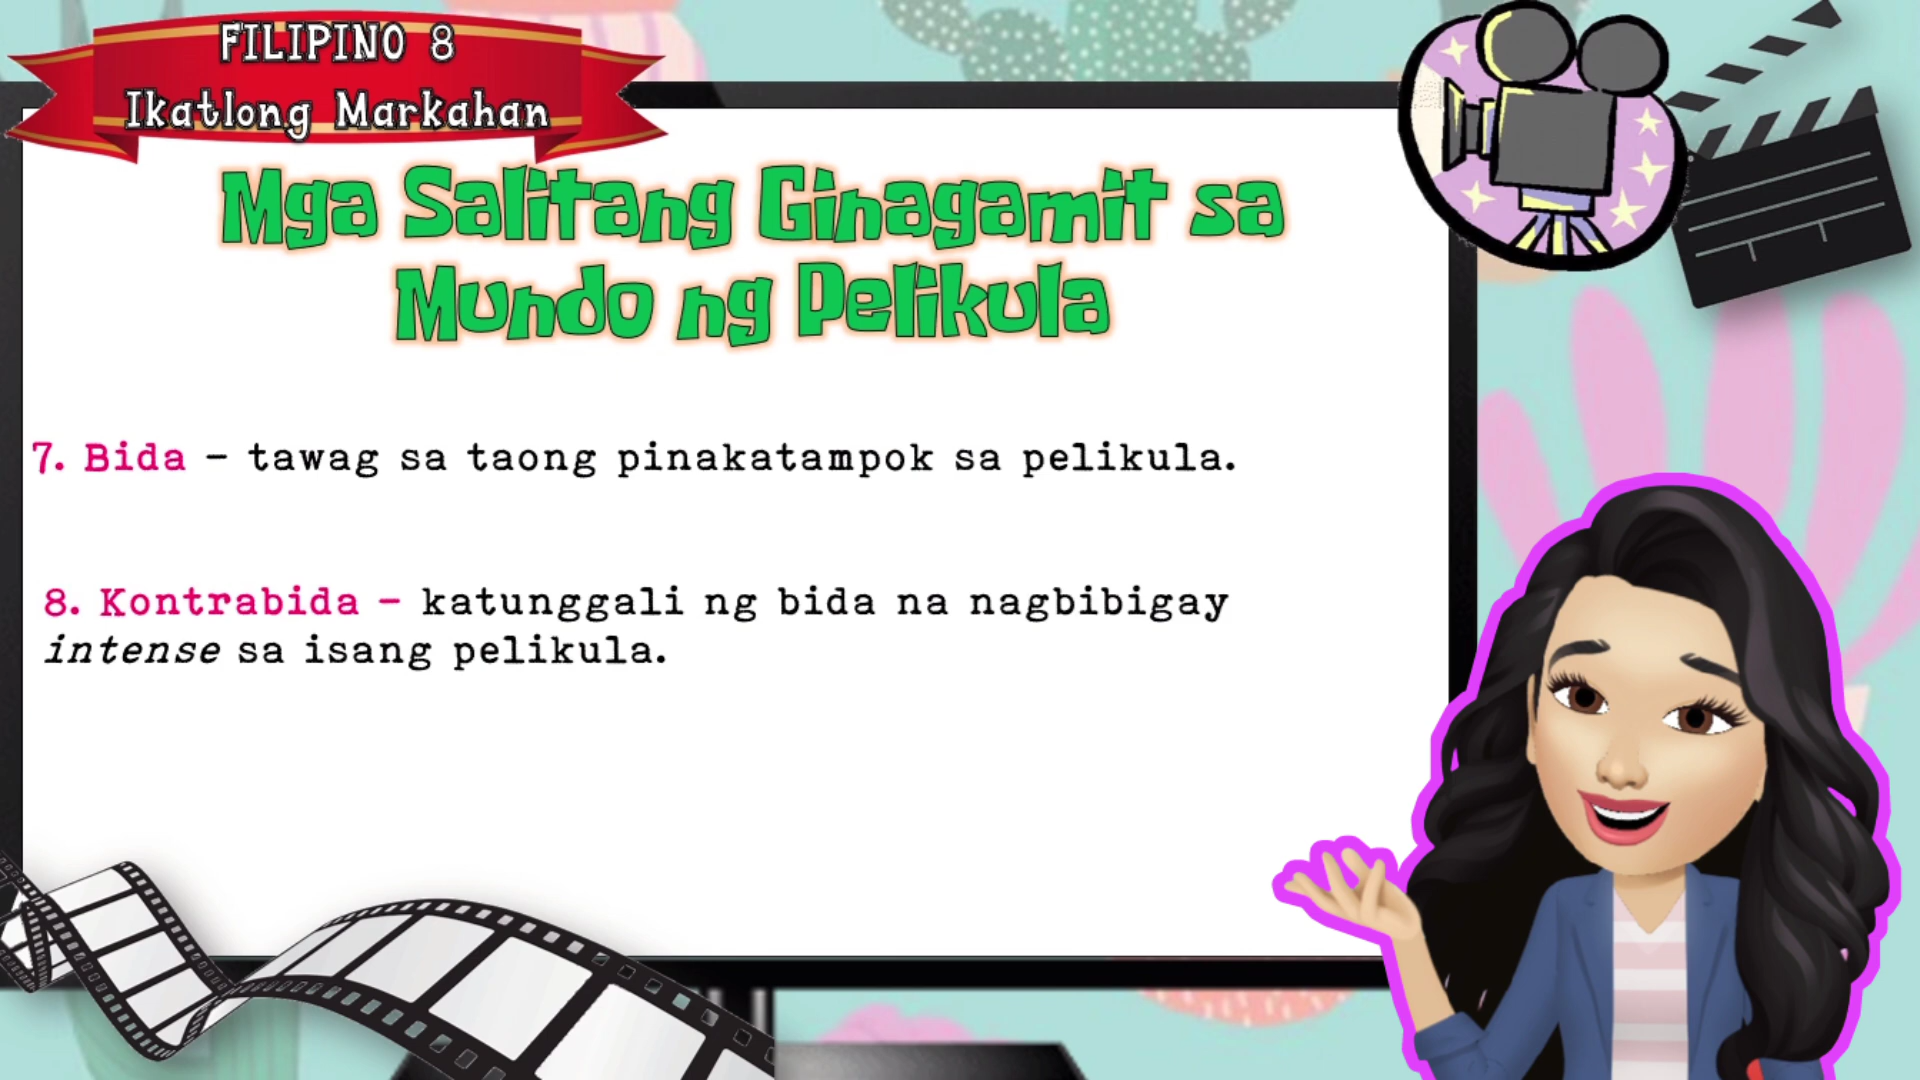 FILIPINO 8
Ikatlong Markahan
Mga Salitang Ginagamit sa
Mundo ng Pelikula
7. Bida – tawag sa taong pinakatampok sa pelikula.
8. Kontrabida – katunggali ng bida na nagbibigay
intense sa isang pelikula.